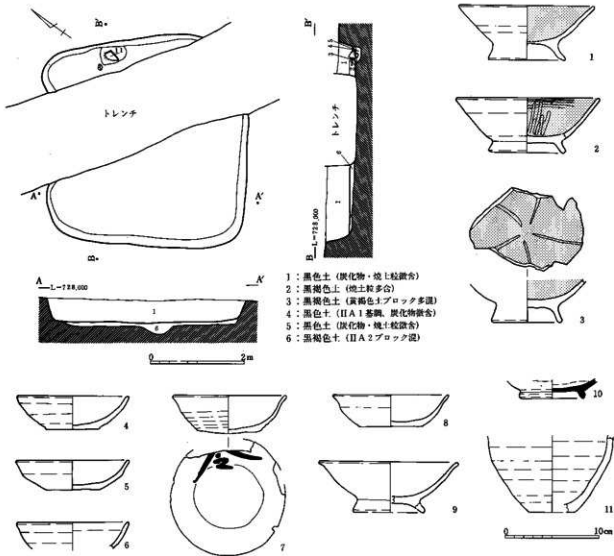 B'
B'
1
トレンチ
トレンチ
2
A
A'
B
B L=728,000
A L=728,000 A'
1
6
1：黒色土（炭化物・焼土粒微含）
2：黒褐色土（焼土粒多含）
3：黒褐色土（黄褐色土ブロック多混）
4：黒色土（ⅡA1基調、炭化物微含）
5：黒色土（炭化物・焼土粒微含）
6：黒褐色土（ⅡA2ブロック混）
3
0 2m
4
7
8
10
5
9
11
6
0 10cm